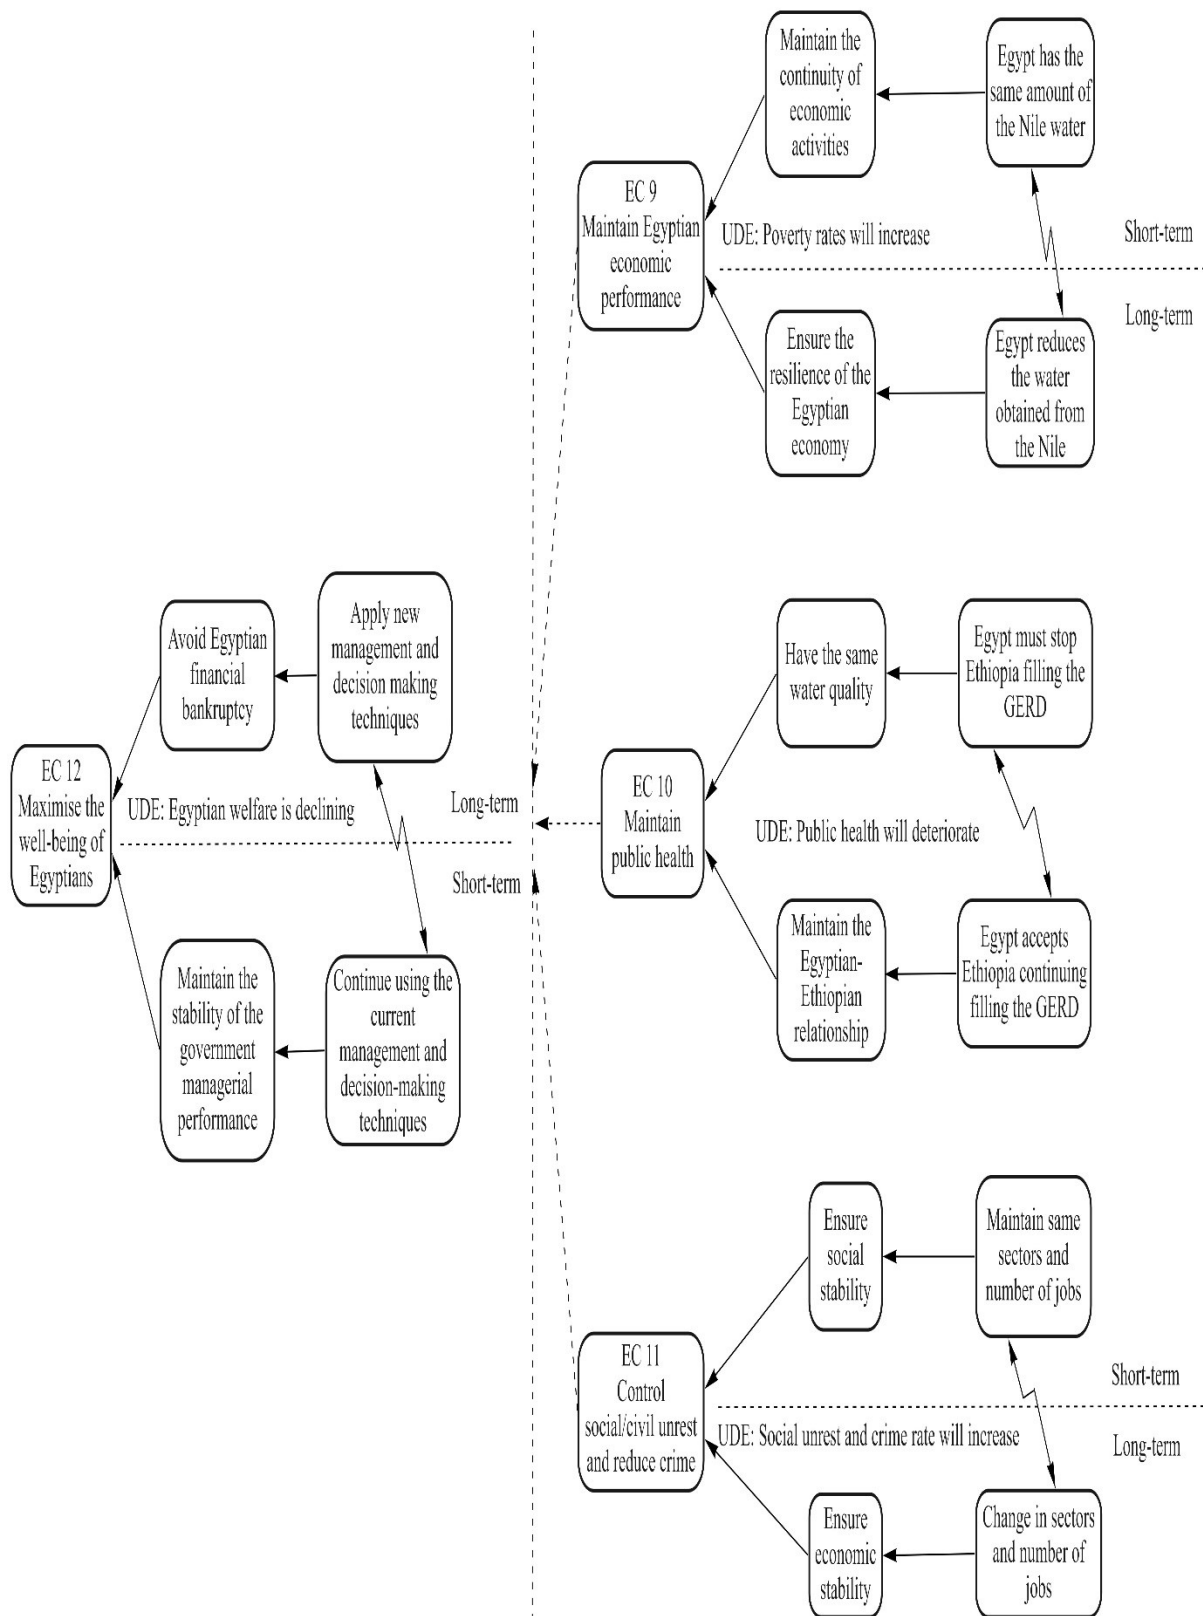 Maintain the
continuity of
economic
activities
Egypt has the
same amount of
the Nile water
EC 9
Maintain Egyptian
economic
performance
UDE: Poverty rates will increase
Short-term
Long-term
Ensure the
resilience of the
Egyptian
economy
Egypt reduces
the water
obtained from
the Nile
Avoid Egyptian
financial
bankruptcy
Apply new
management and
decision making
techniques
EC 12
Maximise the
well-being of
Egyptians
UDE: Egyptian welfare is declining
Long-term
Short-term
Maintain the
stability of the
government
managerial
performance
Continue using the
current
management and
decision-making
techniques
Have the same
water quality
Egypt must stop
Ethiopia filling the
GERD
EC 10
Maintain
public health
UDE: Public health will deteriorate
Maintain the
Egyptian-
Ethiopian
relationship
Egypt accepts
Ethiopia continuing
filling the GERD
Ensure
social
stability
Maintain same
sectors and
number of jobs
EC 11
Control
social/civil unrest
and reduce crime
Short-term
UDE: Social unrest and crime rate will increase
Long-term
Ensure
economic
stability
Change in sectors
and number of
jobs